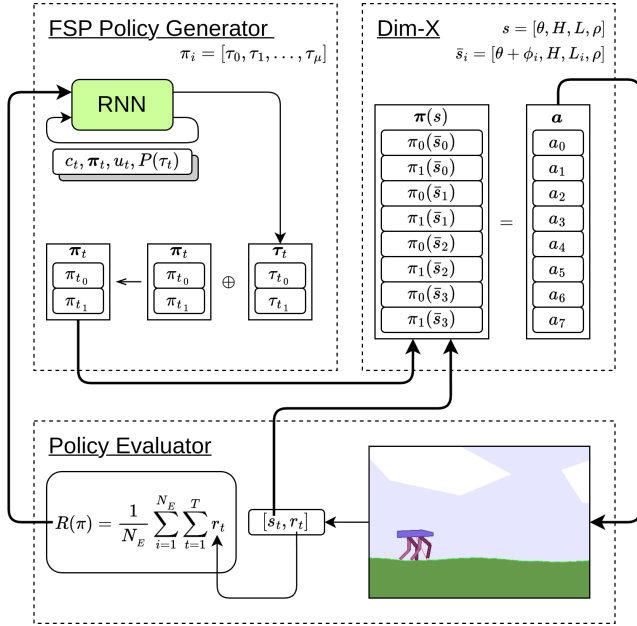 FSP Policy Generator
π_i = [τ_0, τ_1, . . . , τ_μ]
RNN
c_t, π_t, u_t, P(τ_t)
π_t π_t τ_t
π_{t_0} ← π_{t_0} ⊕ τ_{t_0}
π_{t_1} π_{t_1} τ_{t_1}
Dim-X
s = [θ, H, L, ρ]
s̄_i = [θ + ϕ_i, H, L_i, ρ]
π(s) a
π_0(s̄_0) a_0
π_1(s̄_0) a_1
π_0(s̄_1) a_2
π_1(s̄_1) = a_3
π_0(s̄_2) a_4
π_1(s̄_2) a_5
π_0(s̄_3) a_6
π_1(s̄_3) a_7
Policy Evaluator
R(π) = \frac{1}{N_E} \sum_{i=1}^{N_E} \sum_{t=1}^{T} r_t
[s_t, r_t]